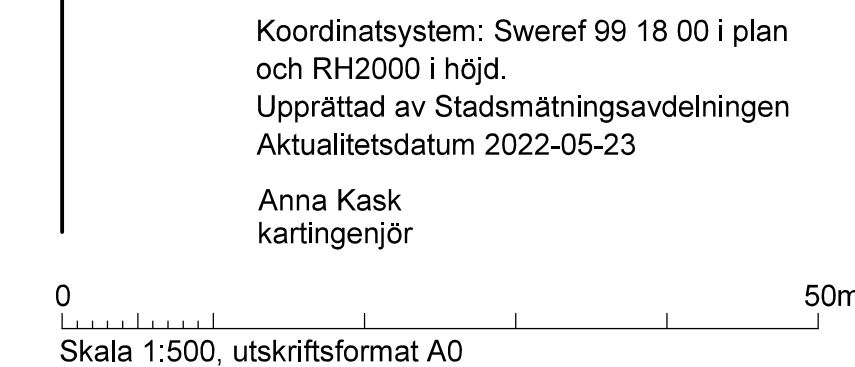 Koordinatsystem: Sweref 99 18 00 i plan
och RH2000 i höjd.
Upprättad av Stadsmätningsavdelningen
Aktualitetsdatum 2022-05-23
Anna Kask
kartingenjör
0 50m
Skala 1:500, utskriftsformat A0